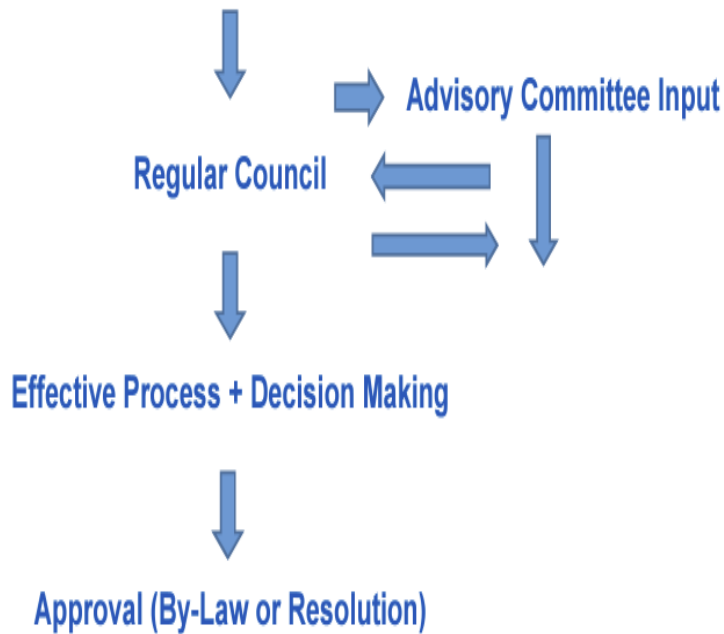 Advisory Committee Input
Regular Council
Effective Process + Decision Making
Approval (By-Law or Resolution)